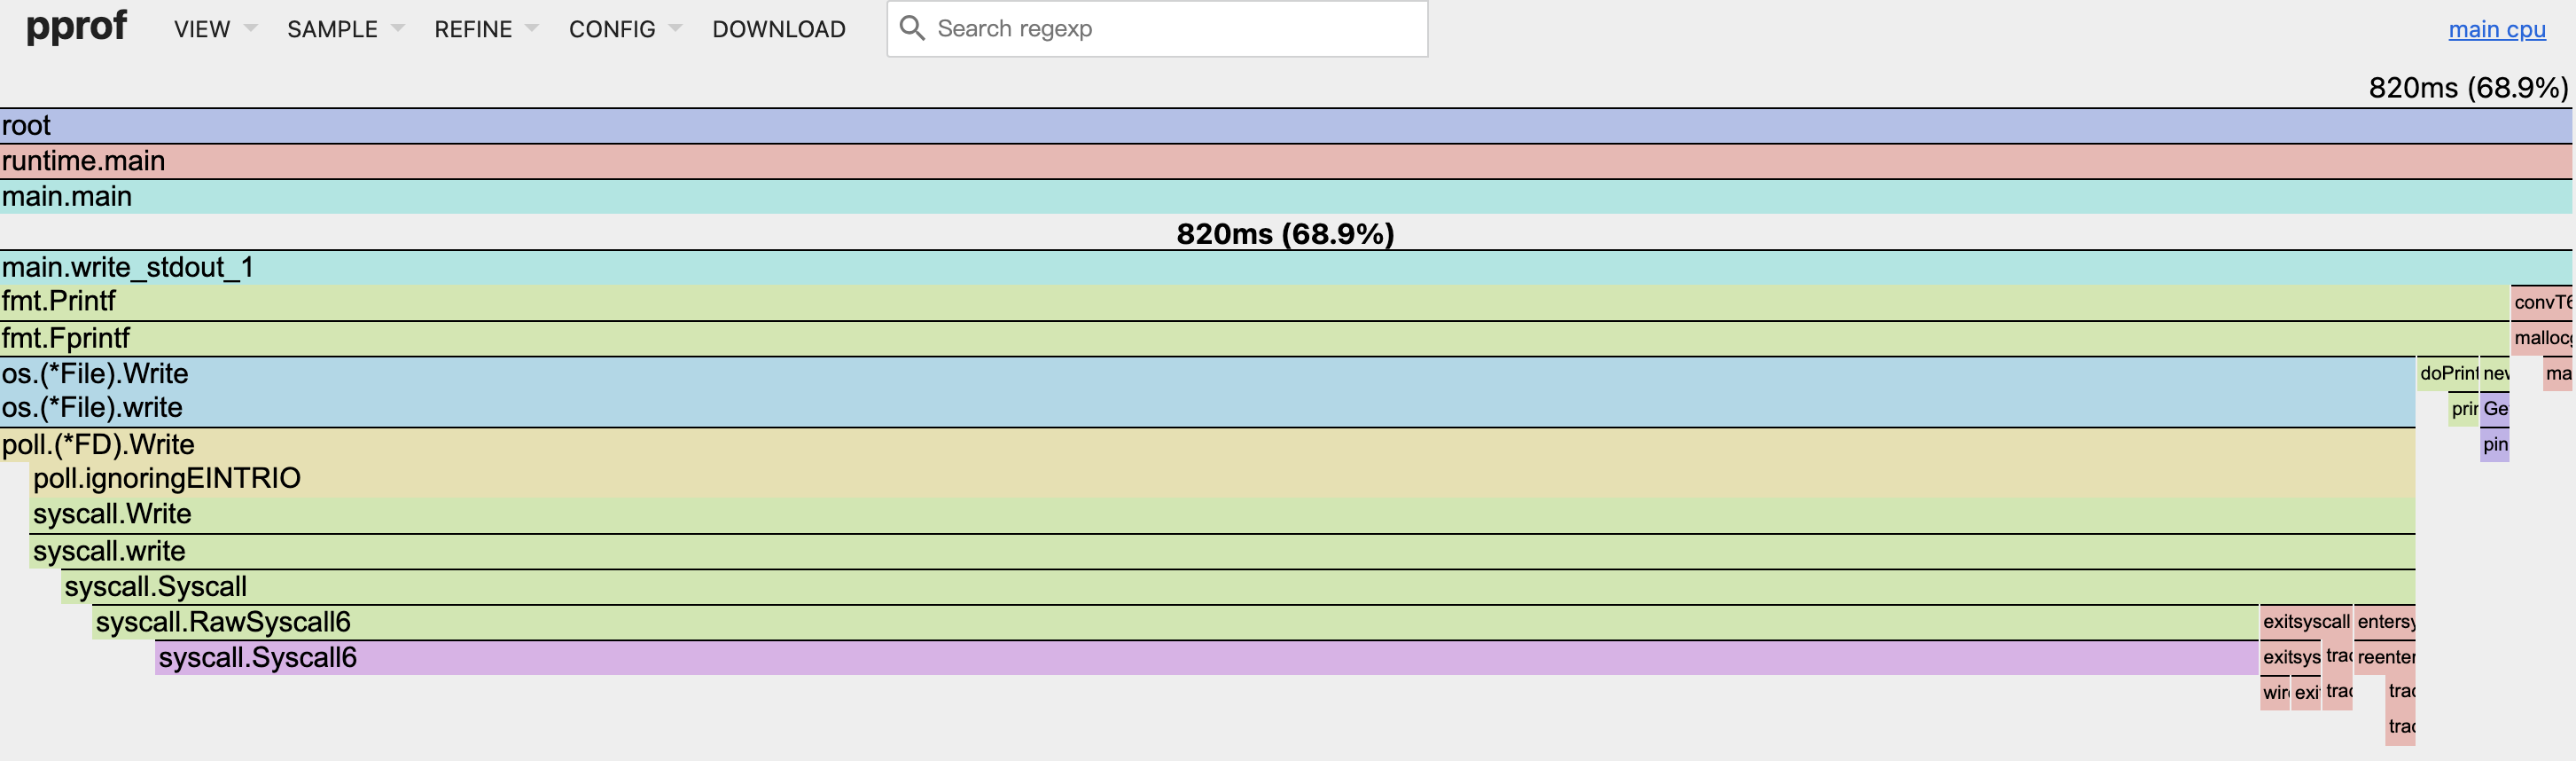 pprof VIEW SAMPLE REFINE CONFIG DOWNLOAD Search regexp main cpu
820ms (68.9%)
root
runtime.main
main.main
820ms (68.9%)
main.write_stdout_1
fmt.Printf convT6
fmt.Fprintf malloc
os.(*File).Write doPrint new ma
os.(*File).write prin Ge
poll.(*FD).Write pin
poll.ignoringEINTRIO
syscall.Write
syscall.write
syscall.Syscall
syscall.RawSyscall6 exitsyscall entersy
syscall.Syscall6 exitsys trac reenter
wire exi trac trac
trac